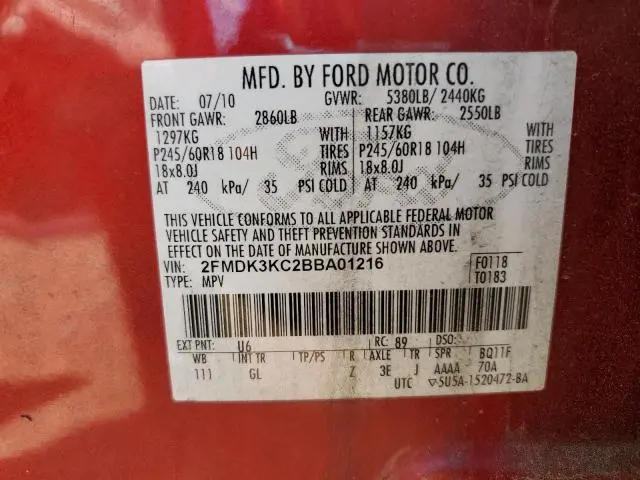 MFD. BY FORD MOTOR CO.
DATE: 07/10 GVWR: 5380LB/ 2440KG
FRONT GAWR: 2860LB REAR GAWR: 2550LB
1297KG WITH 1157KG WITH
P245/60R18 104H TIRES P245/60R18 104H TIRES
18x8.0J RIMS 18x8.0J RIMS
AT 240 kPa/ 35 PSI COLD AT 240 kPa/ 35 PSI COLD
THIS VEHICLE CONFORMS TO ALL APPLICABLE FEDERAL MOTOR
VEHICLE SAFETY AND THEFT PREVENTION STANDARDS IN
EFFECT ON THE DATE OF MANUFACTURE SHOWN ABOVE.
VIN: 2FMDK3KC2BBA01216 F0118
TYPE: MPV T0183
EXT PNT: U6 RC: 89 DSO:
WB INT TR TP/PS R AXLE TR SPR BQ11F
111 GL Z 3E J AAAA 70A
UTC ▽5U5A-1520472-BA